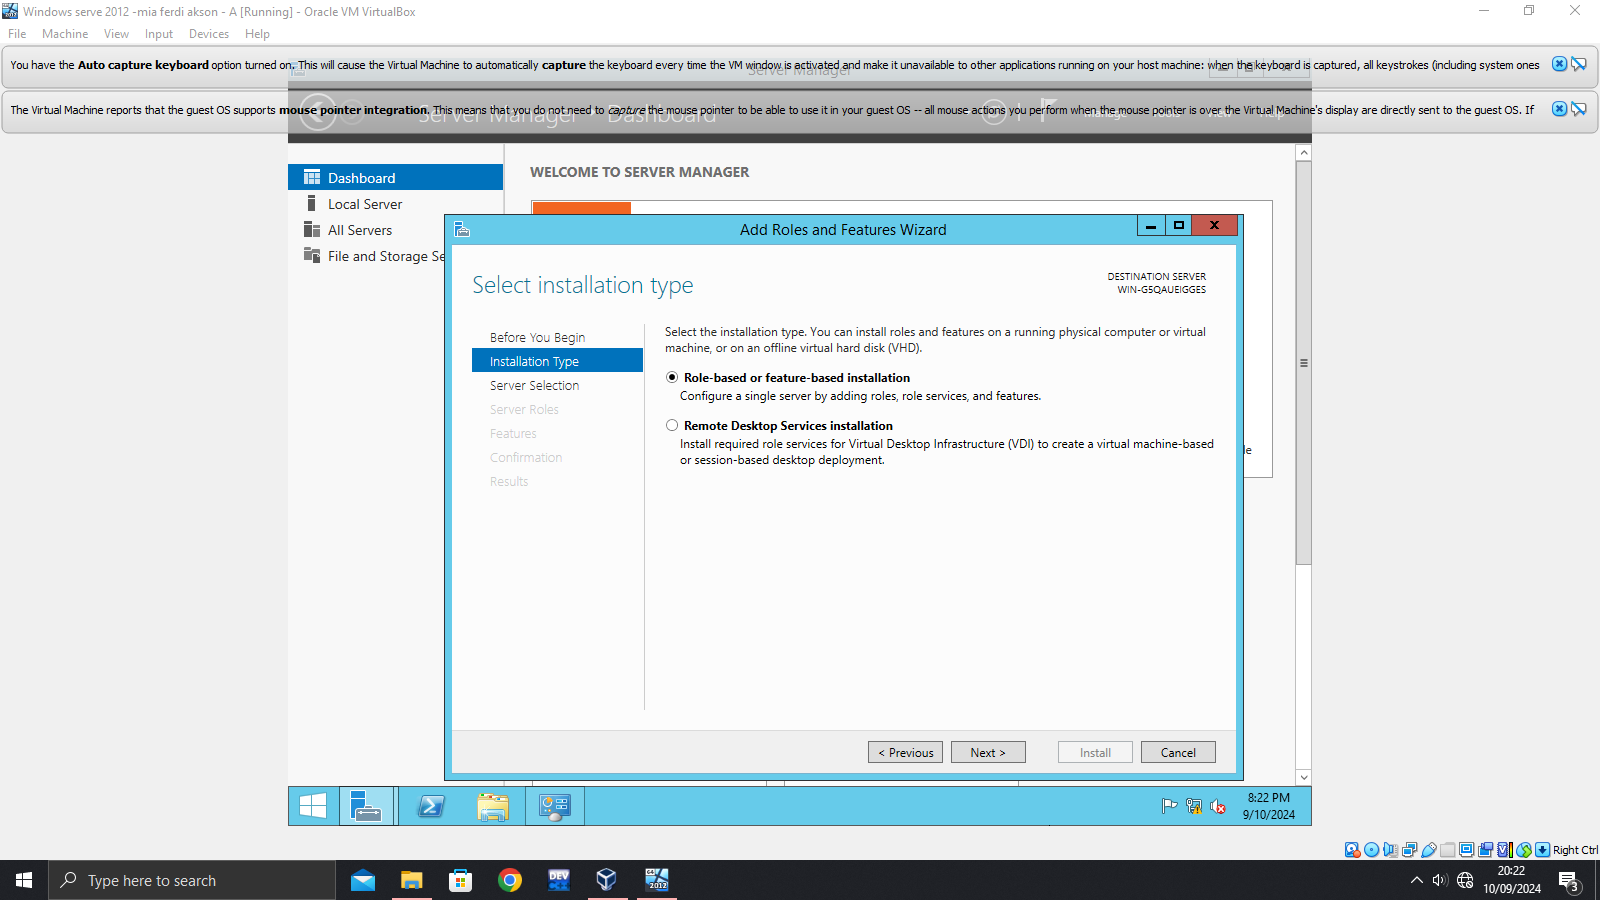 Windows serve 2012 -mia ferdi akson - A [Running] - Oracle VM VirtualBox
File Machine View Input Devices Help
You have the Auto capture keyboard option turned on. This will cause the Virtual Machine to automatically capture the keyboard every time the VM window is activated and make it unavailable to other applications running on your host machine: when the keyboard is captured, all keystrokes (including system ones
Server Manager
The Virtual Machine reports that the guest OS supports mouse pointer integration. This means that you do not need to capture the mouse pointer to be able to use it in your guest OS -- all mouse actions you perform when the mouse pointer is over the Virtual Machine's display are directly sent to the guest OS. If
Server Manager Dashboard
Dashboard
Local Server
All Servers
File and Storage Se
WELCOME TO SERVER MANAGER
Add Roles and Features Wizard
Select installation type
DESTINATION SERVER
WIN-G5QAUEIGGES
Before You Begin
Installation Type
Server Selection
Server Roles
Features
Confirmation
Results
Select the installation type. You can install roles and features on a running physical computer or virtual
machine, or on an offline virtual hard disk (VHD).
Role-based or feature-based installation
Configure a single server by adding roles, role services, and features.
Remote Desktop Services installation
Install required role services for Virtual Desktop Infrastructure (VDI) to create a virtual machine-based
or session-based desktop deployment.
le
< Previous
Next >
Install
Cancel
8:22 PM
9/10/2024
Right Ctrl
Type here to search
DEV
2012
20:22
10/09/2024
3